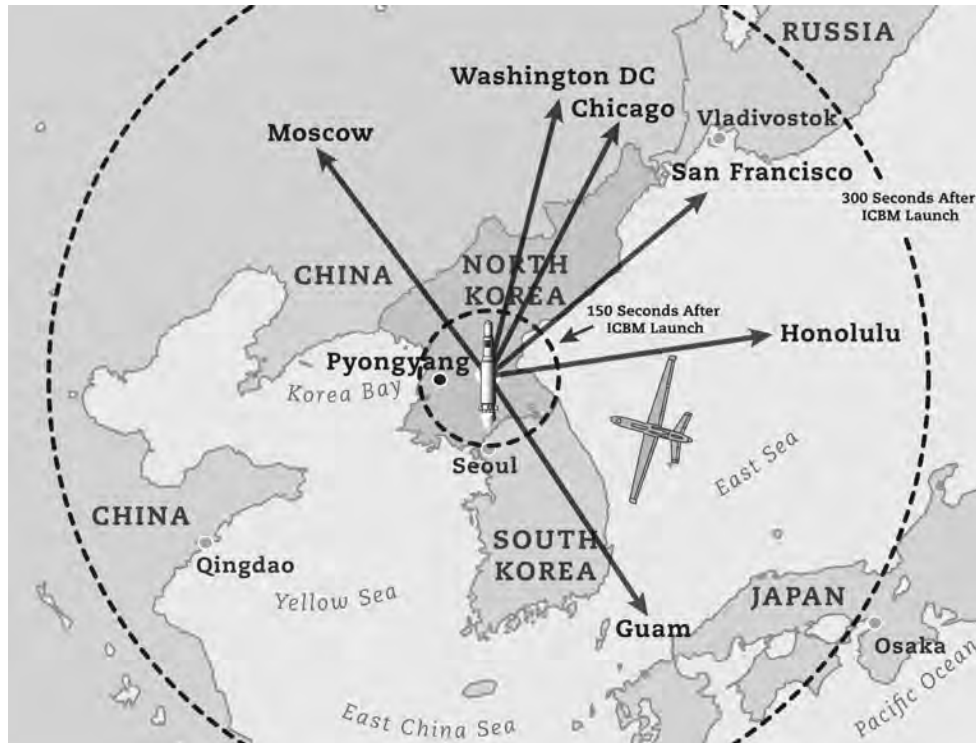 RUSSIA
Washington DC
Chicago
Moscow
Vladivostok
San Francisco
300 Seconds After
ICBM Launch
CHINA
NORTH
KOREA
150 Seconds After
ICBM Launch
Honolulu
Pyongyang
Korea Bay
Seoul
East Sea
CHINA
SOUTH
KOREA
Qingdao
Yellow Sea
JAPAN
Guam
Osaka
East China Sea
Pacific Ocean